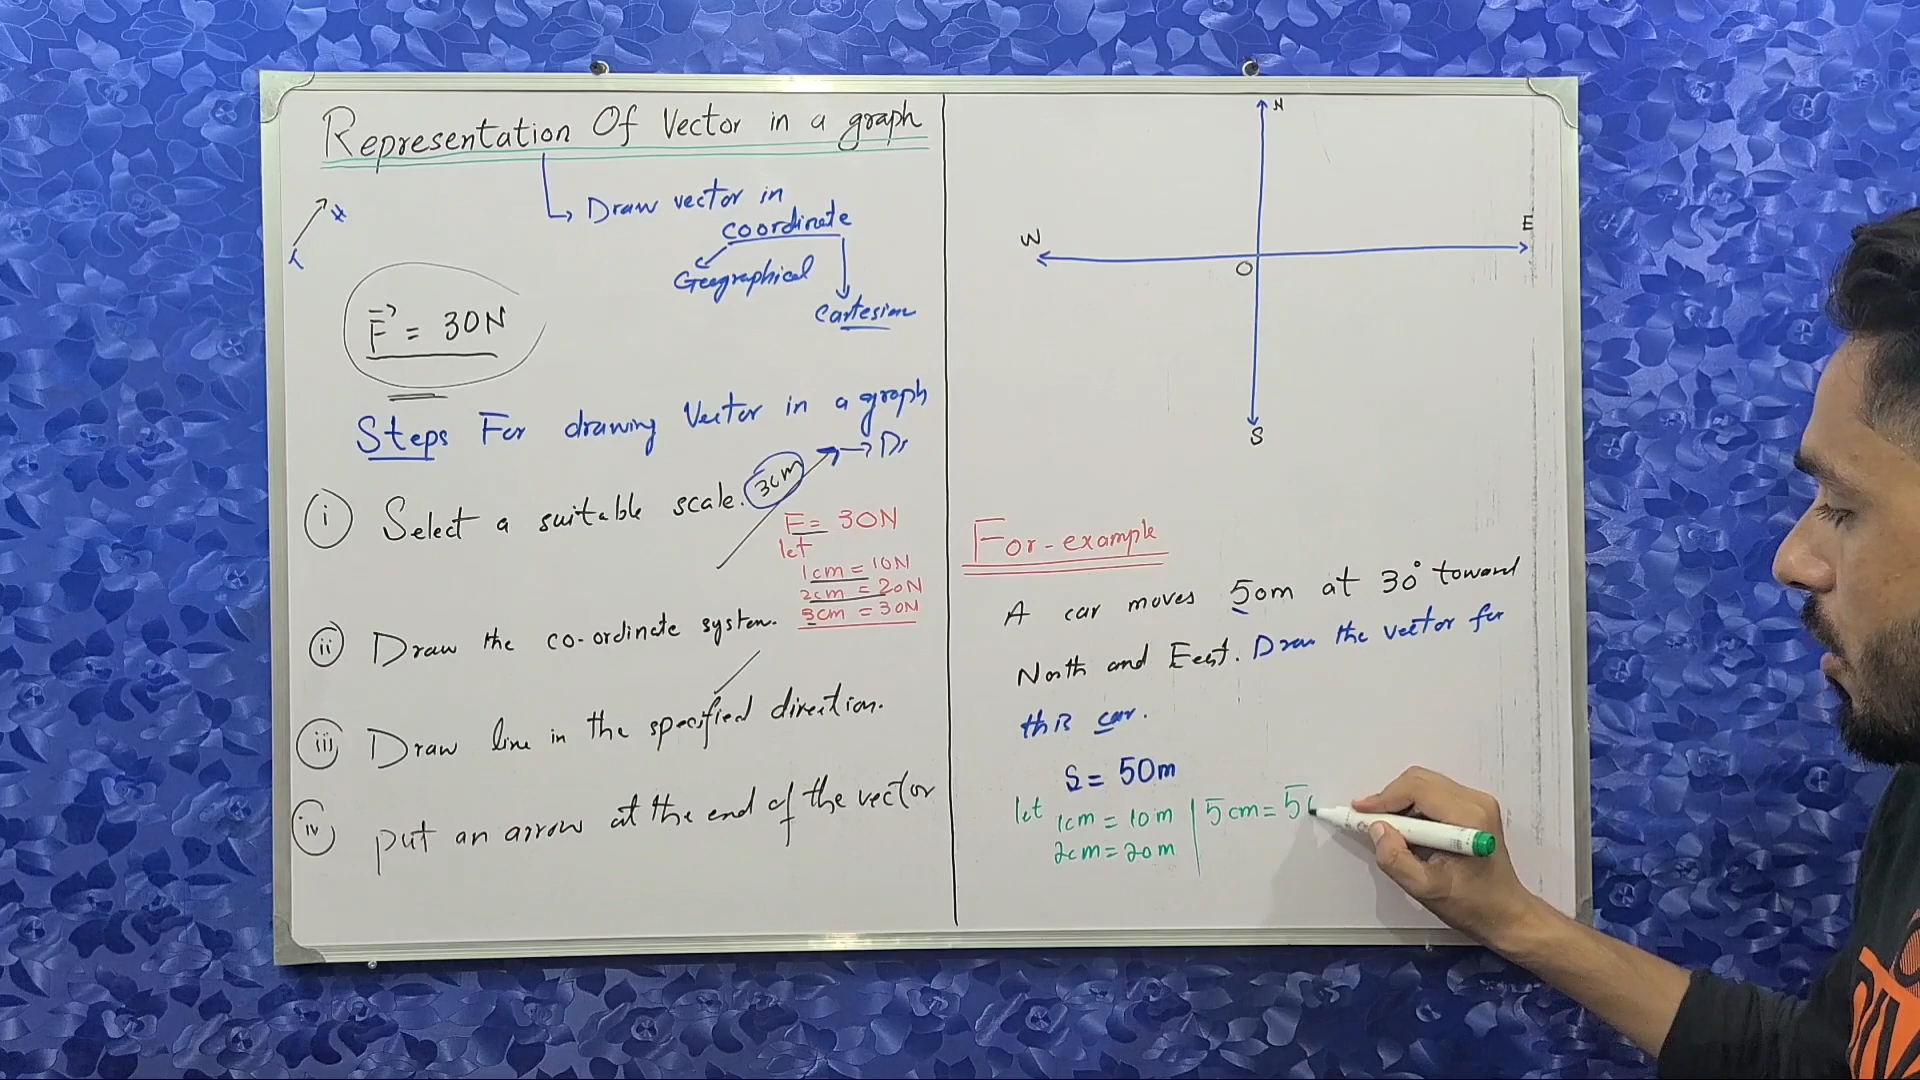 Representation Of Vector in a graph
Draw vector in
coordinate
Geographical
Cartesian
F = 30N
Steps For drawing Vector in a graph
i Select a suitable scale.
3cm
F = 30N
let
1cm = 10N
2cm = 20N
3cm = 30N
ii Draw the co-ordinate system.
iii Draw line in the specified direction.
iv put an arrow at the end of the vector
N
W
E
O
S
For-example
A car moves 50m at 30° toward
North and East. Draw the vector for
this car.
S = 50m
let 1cm = 10m | 5cm = 50
2cm = 20m